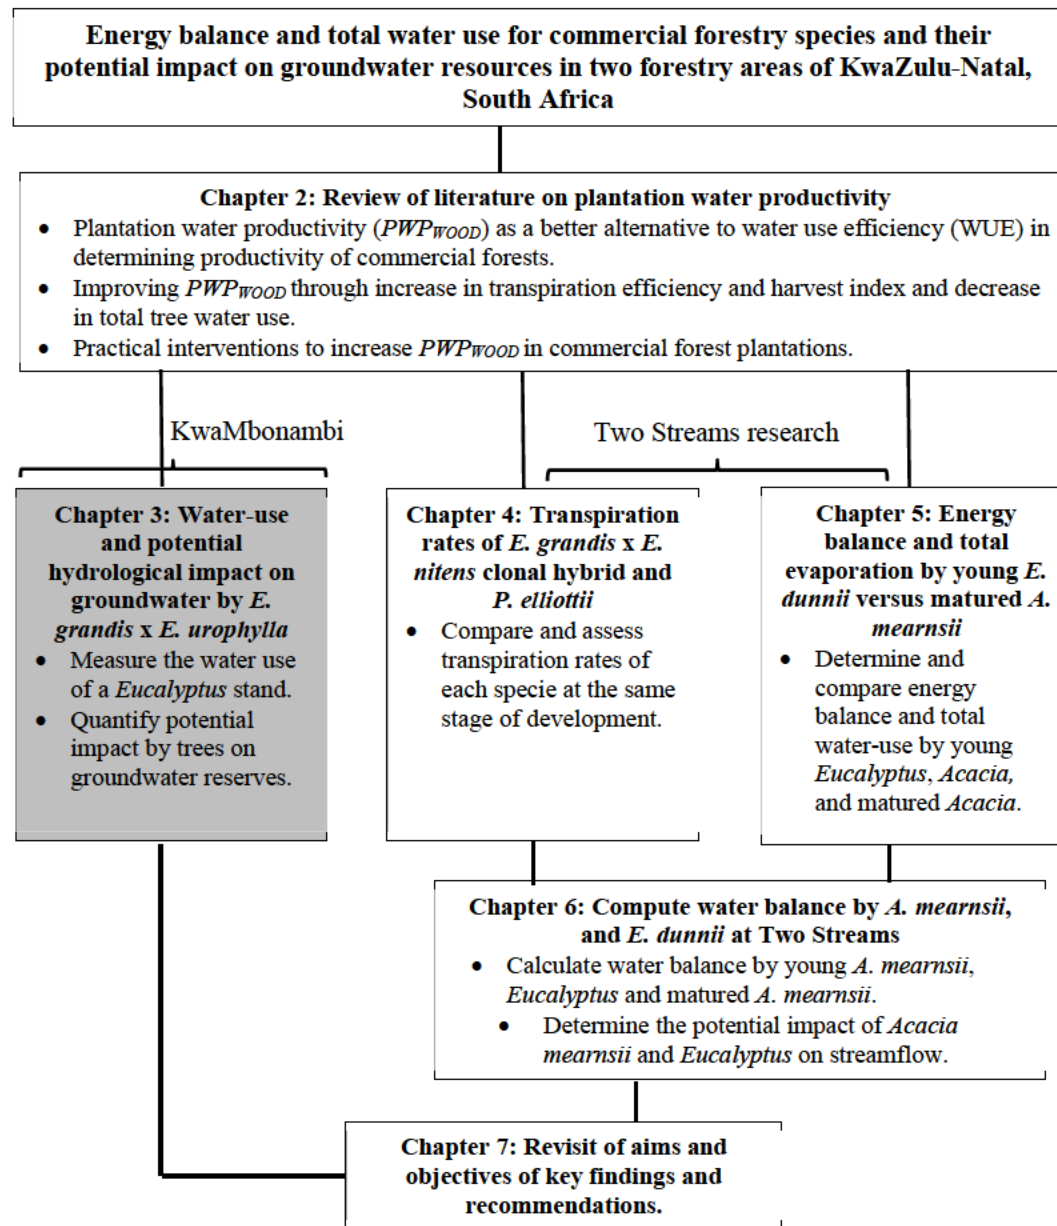 Energy balance and total water use for commercial forestry species and their
potential impact on groundwater resources in two forestry areas of KwaZulu-Natal,
South Africa
Chapter 2: Review of literature on plantation water productivity
• Plantation water productivity (PWPWOOD) as a better alternative to water use efficiency (WUE) in
determining productivity of commercial forests.
• Improving PWPWOOD through increase in transpiration efficiency and harvest index and decrease
in total tree water use.
• Practical interventions to increase PWPWOOD in commercial forest plantations.
KwaMbonambi
Two Streams research
Chapter 3: Water-use
and potential
hydrological impact on
groundwater by E.
grandis x E. urophylla
• Measure the water use
of a Eucalyptus stand.
• Quantify potential
impact by trees on
groundwater reserves.
Chapter 4: Transpiration
rates of E. grandis x E.
nitens clonal hybrid and
P. elliottii
• Compare and assess
transpiration rates of
each specie at the same
stage of development.
Chapter 5: Energy
balance and total
evaporation by young E.
dunnii versus matured A.
mearnsii
• Determine and
compare energy
balance and total
water-use by young
Eucalyptus, Acacia,
and matured Acacia.
Chapter 6: Compute water balance by A. mearnsii,
and E. dunnii at Two Streams
• Calculate water balance by young A. mearnsii,
Eucalyptus and matured A. mearnsii.
• Determine the potential impact of Acacia
mearnsii and Eucalyptus on streamflow.
Chapter 7: Revisit of aims and
objectives of key findings and
recommendations.